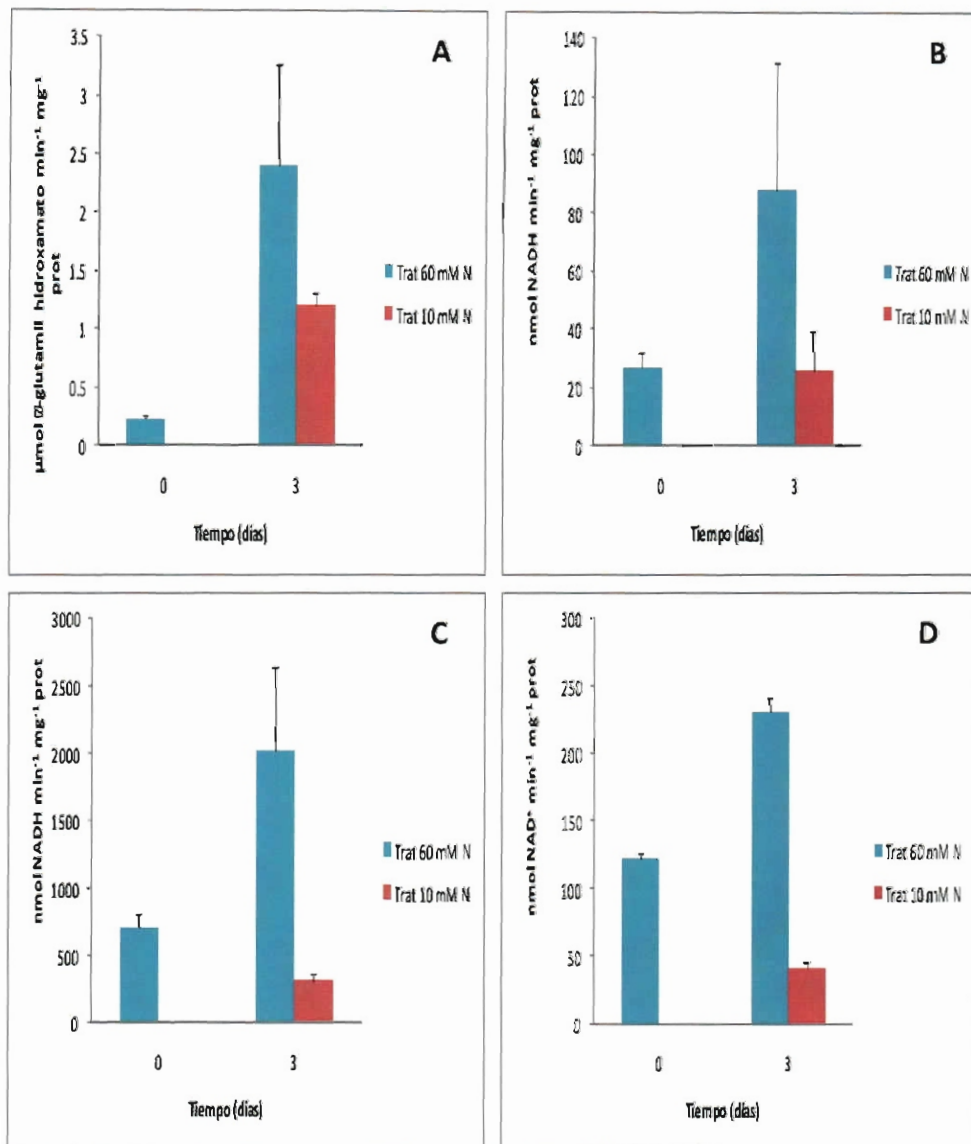 A
µmol α-glutamil hidroxamato min-1 mg-1
prot
3.5
3
2.5
2
1.5
1
0.5
0
0
3
Tiempo (días)
Trat 60 mM N
Trat 10 mM N
B
nmol NADH min-1 mg-1 prot
140
120
100
80
60
40
20
0
0
3
Tiempo (días)
Trat 60 mM N
Trat 10 mM N
C
nmol NADH min-1 mg-1 prot
3000
2500
2000
1500
1000
500
0
0
3
Tiempo (días)
Trat 60 mM N
Trat 10 mM N
D
nmol NAD+ min-1 mg-1 prot
300
250
200
150
100
50
0
0
3
Tiempo (días)
Trat 60 mM N
Trat 10 mM N